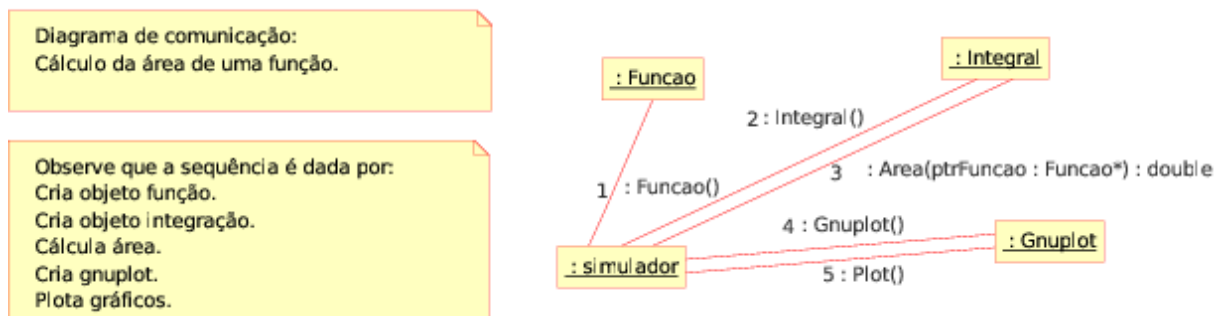 Diagrama de comunicação:
Cálculo da área de uma função.
Observe que a sequência é dada por:
Cria objeto função.
Cria objeto integração.
Cálcula área.
Cria gnuplot.
Plota gráficos.
: Funcao
: Integral
2 : Integral()
3 : Area(ptrFuncao : Funcao*) : double
1 : Funcao()
4 : Gnuplot()
: Gnuplot
: simulador
5 : Plot()